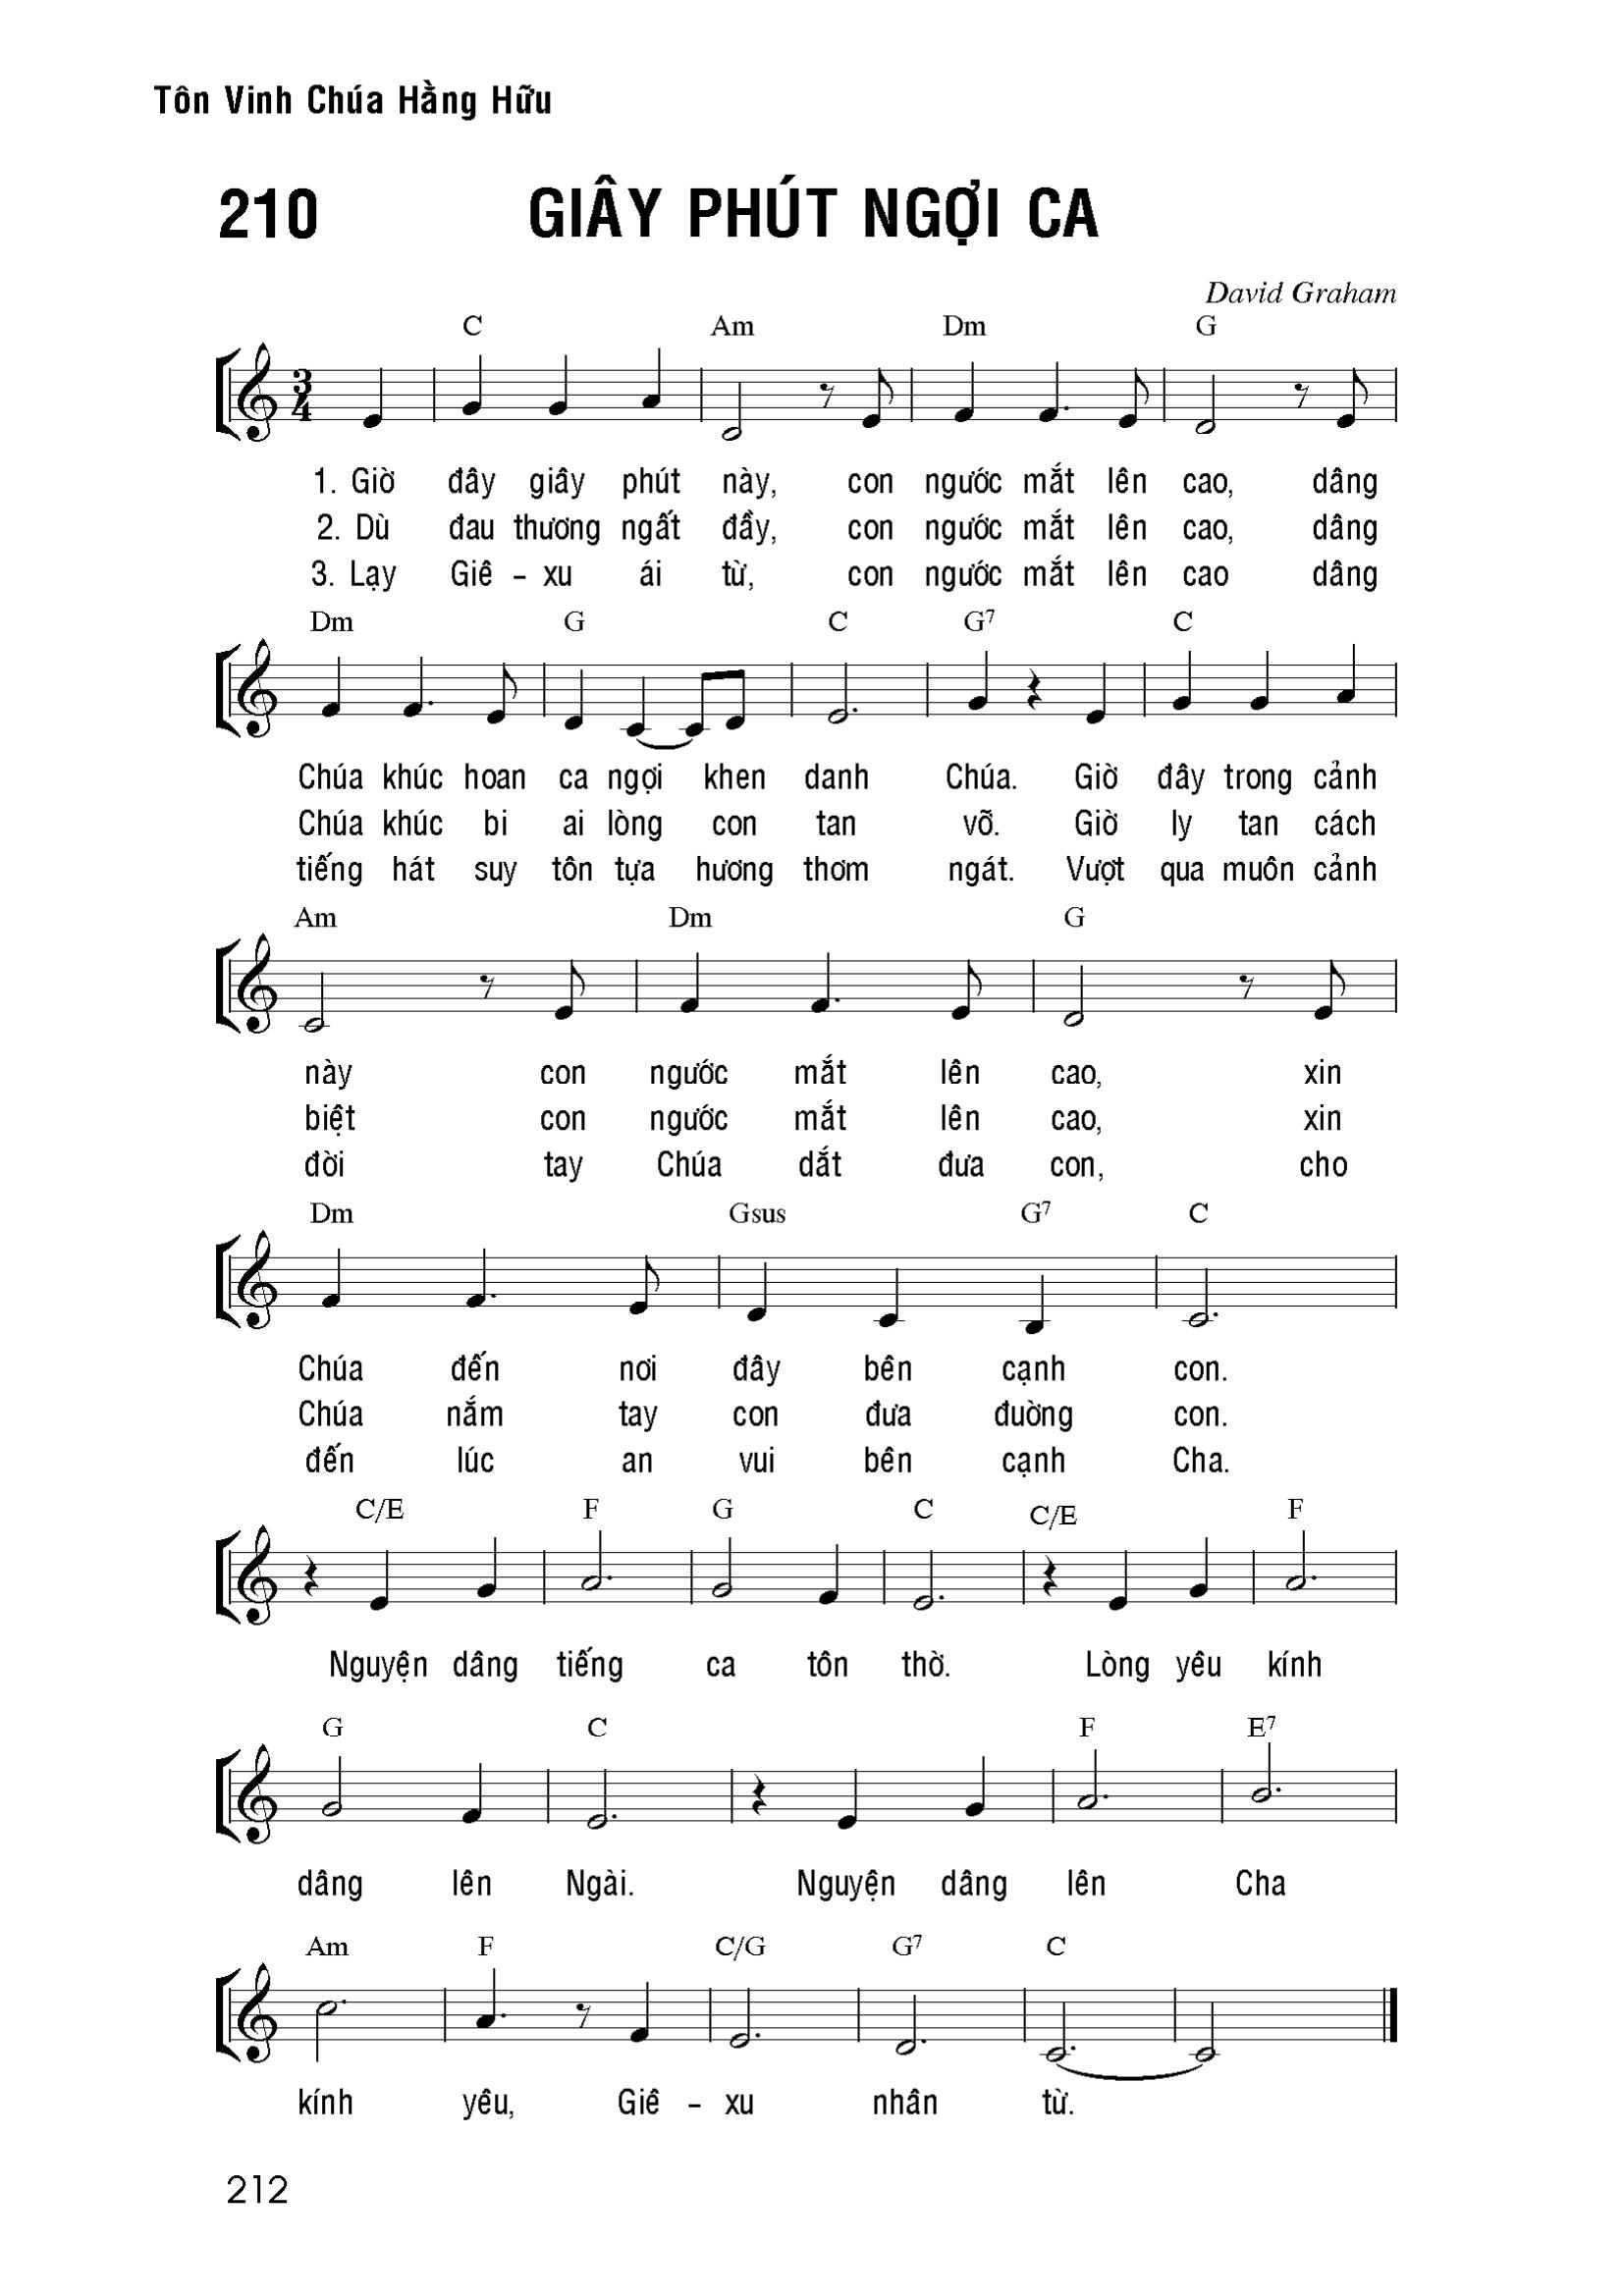 Tôn Vinh Chúa Hằng Hữu
210 GIÂY PHÚT NGỢI CA
David Graham
C Am Dm G
3 4
1. Giờ đây giây phút này, con ngước mắt lên cao, dâng
2. Dù đau thương ngất đầy, con ngước mắt lên cao, dâng
3. Lạy Giê - xu ái từ, con ngước mắt lên cao dâng
Dm G C G7 C
Chúa khúc hoan ca ngợi khen danh Chúa. Giờ đây trong cảnh
Chúa khúc bi ai lòng con tan vỡ. Giờ ly tan cách
tiếng hát suy tôn tựa hương thơm ngát. Vượt qua muôn cảnh
Am Dm G
này con ngước mắt lên cao, xin
biệt con ngước mắt lên cao, xin
đời tay Chúa dắt đưa con, cho
Dm Gsus G7 C
Chúa đến nơi đây bên cạnh con.
Chúa nắm tay con đưa đuờng con.
đến lúc an vui bên cạnh Cha.
C/E F G C C/E F
Nguyện dâng tiếng ca tôn thờ. Lòng yêu kính
G C F E7
dâng lên Ngài. Nguyện dâng lên Cha
Am F C/G G7 C
kính yêu, Giê - xu nhân từ.
212